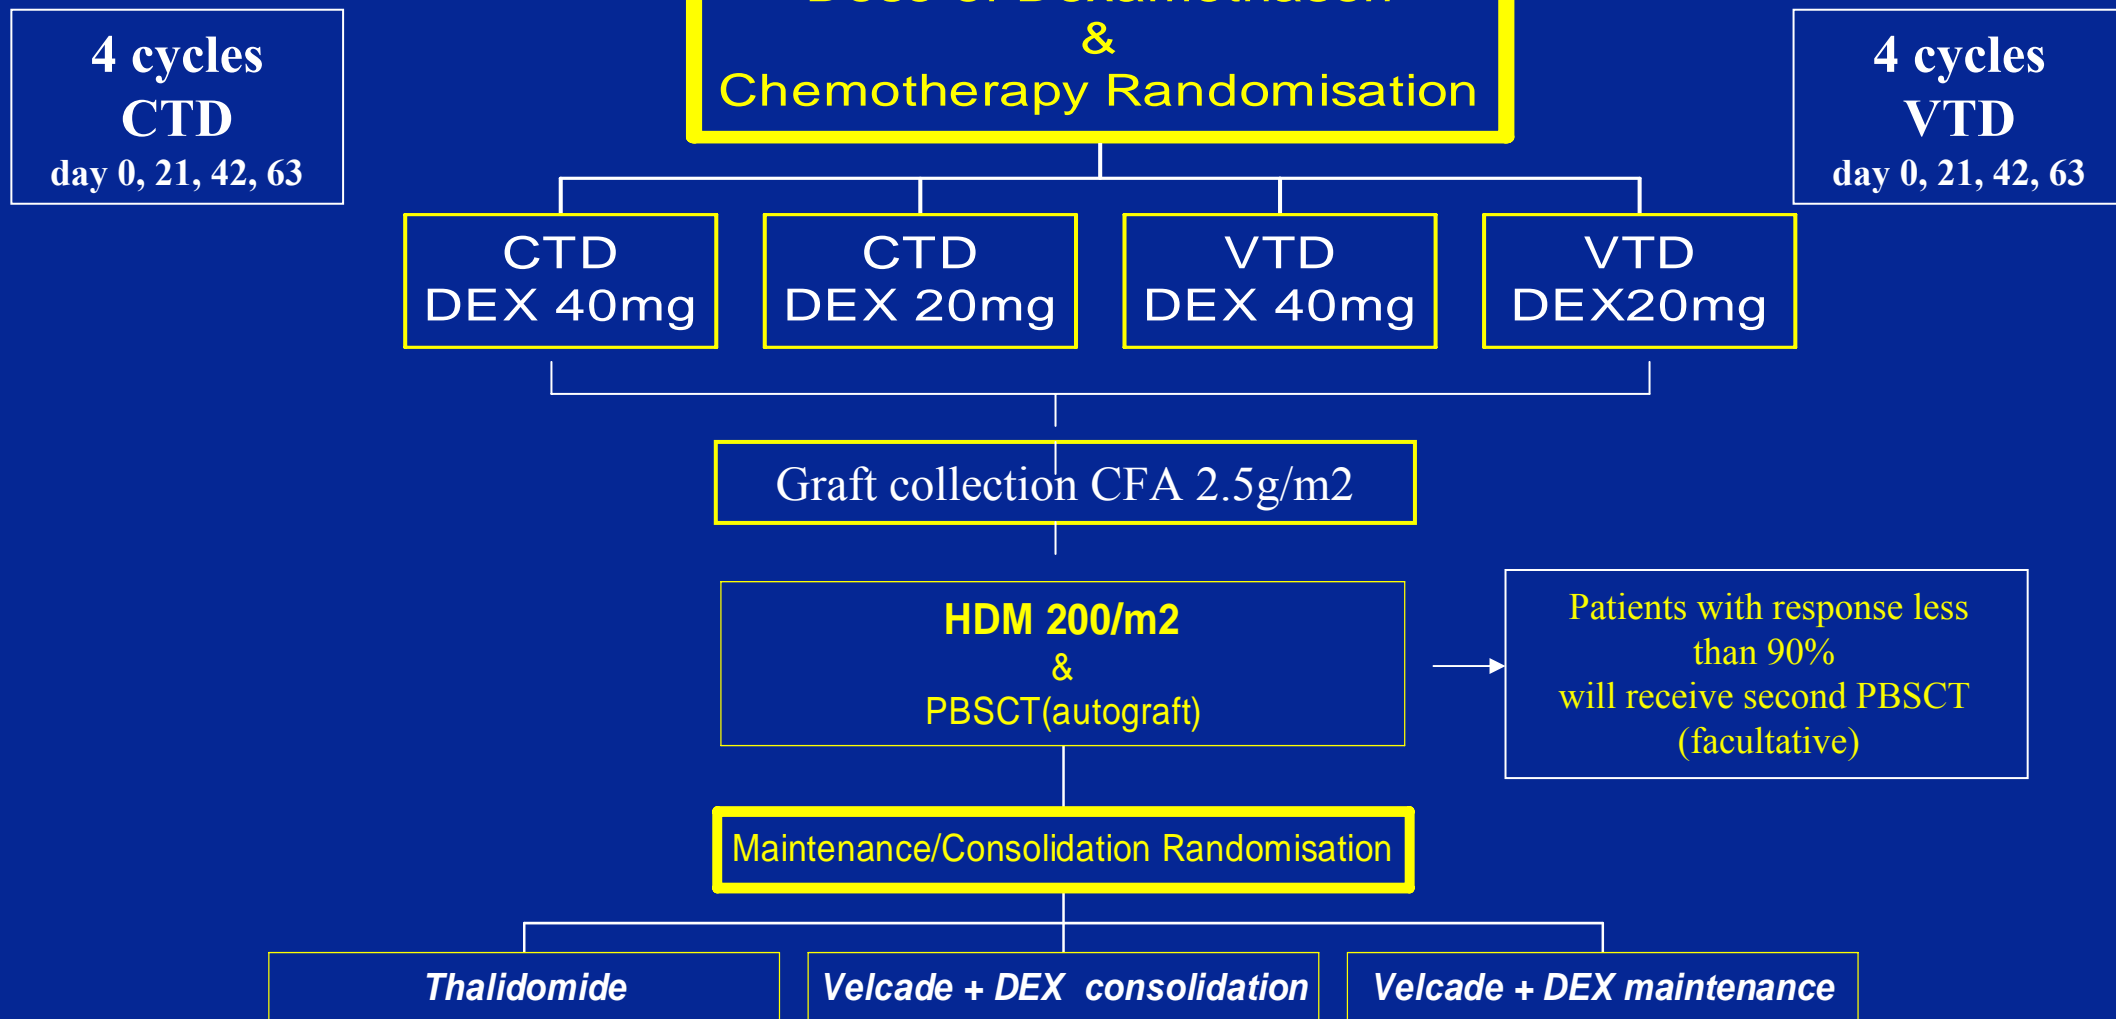 4 cycles
CTD
day 0, 21, 42, 63
Dose of Dexamethason
&
Chemotherapy Randomisation
4 cycles
VTD
day 0, 21, 42, 63
CTD
DEX 40mg
CTD
DEX 20mg
VTD
DEX 40mg
VTD
DEX20mg
Graft collection CFA 2.5g/m2
HDM 200/m2
&
PBSCT(autograft)
Patients with response less
than 90%
will receive second PBSCT
(facultative)
Maintenance/Consolidation Randomisation
Thalidomide
Velcade + DEX consolidation
Velcade + DEX maintenance